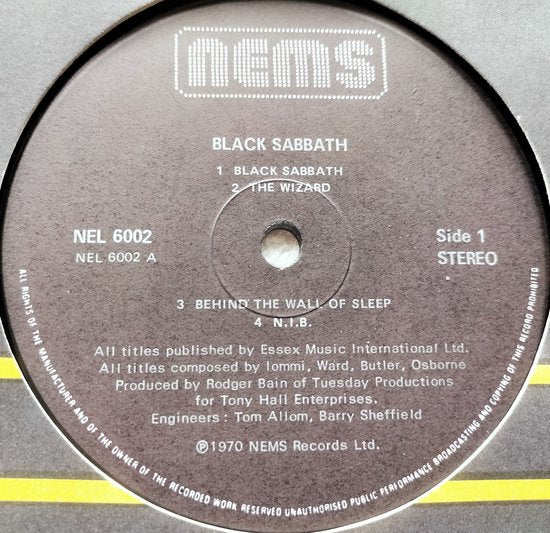 nems
BLACK SABBATH
1 BLACK SABBATH
2 THE WIZARD
NEL 6002
NEL 6002 A
Side 1
STEREO
3 BEHIND THE WALL OF SLEEP
4 N.I.B.
All titles published by Essex Music International Ltd.
All titles composed by Iommi, Ward, Butler, Osborne
Produced by Rodger Bain of Tuesday Productions
for Tony Hall Enterprises.
Engineers : Tom Allom, Barry Sheffield
℗1970 NEMS Records Ltd.
ALL RIGHTS OF THE MANUFACTURER AND OF THE OWNER OF THE RECORDED WORK RESERVED UNAUTHORISED PUBLIC PERFORMANCE BROADCASTING AND COPYING OF THIS RECORD PROHIBITED